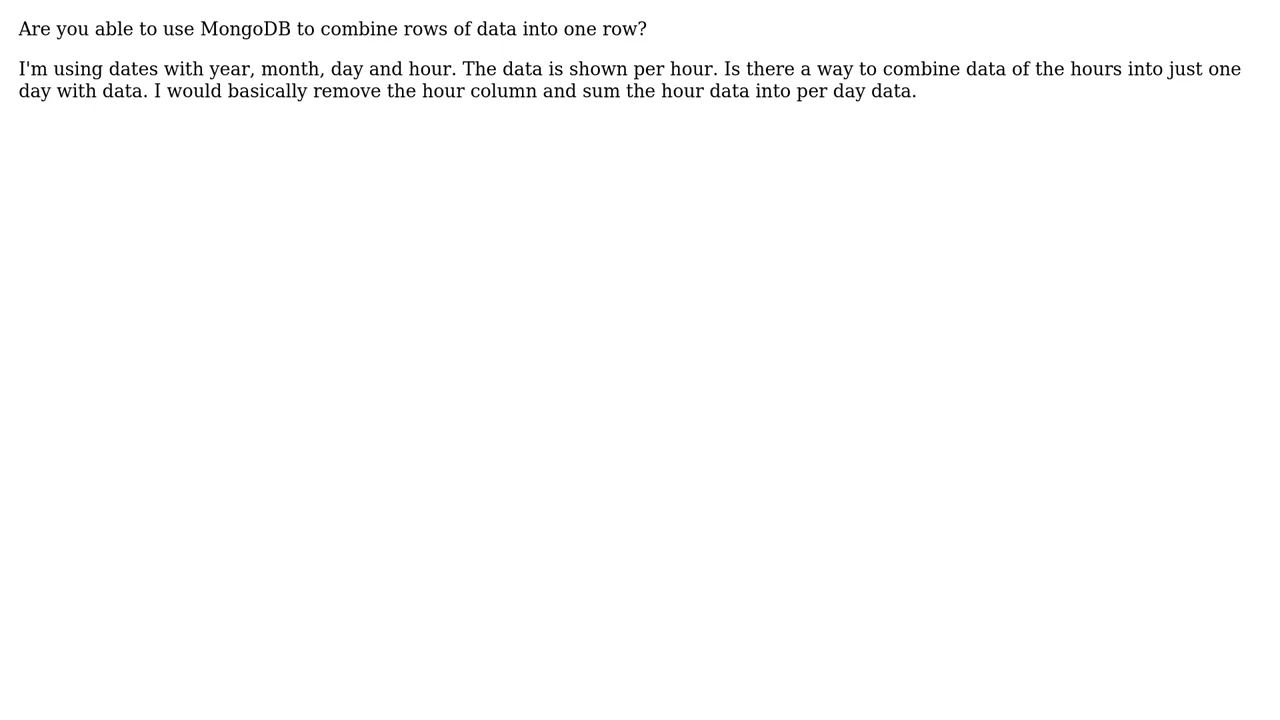 Are you able to use MongoDB to combine rows of data into one row?
I'm using dates with year, month, day and hour. The data is shown per hour. Is there a way to combine data of the hours into just one
day with data. I would basically remove the hour column and sum the hour data into per day data.